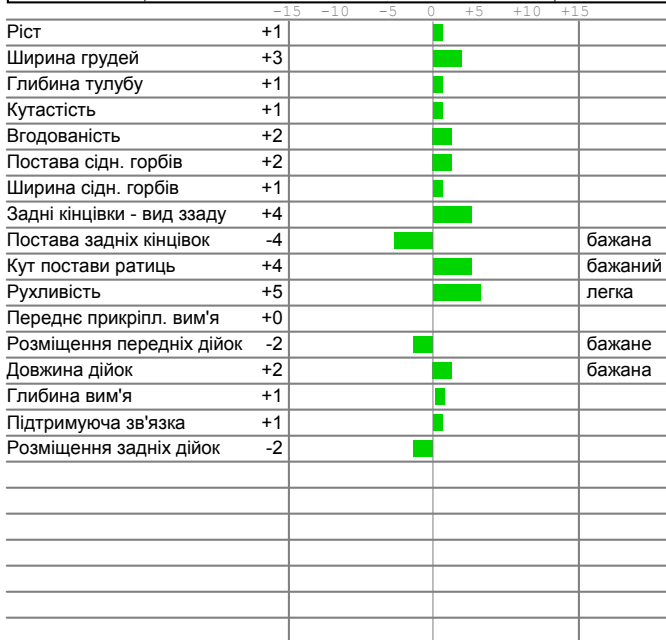 -15 -10 -5 0 +5 +10 +15
Ріст +1
Ширина грудей +3
Глибина тулубу +1
Кутастість +1
Вгодованість +2
Постава сідн. горбів +2
Ширина сідн. горбів +1
Задні кінцівки - вид ззаду +4
Постава задніх кінцівок -4 бажана
Кут постави ратиць +4 бажаний
Рухливість +5 легка
Переднє прикріпл. вим'я +0
Розміщення передніх дійок -2 бажане
Довжина дійок +2 бажана
Глибина вим'я +1
Підтримуюча зв'язка +1
Розміщення задніх дійок -2